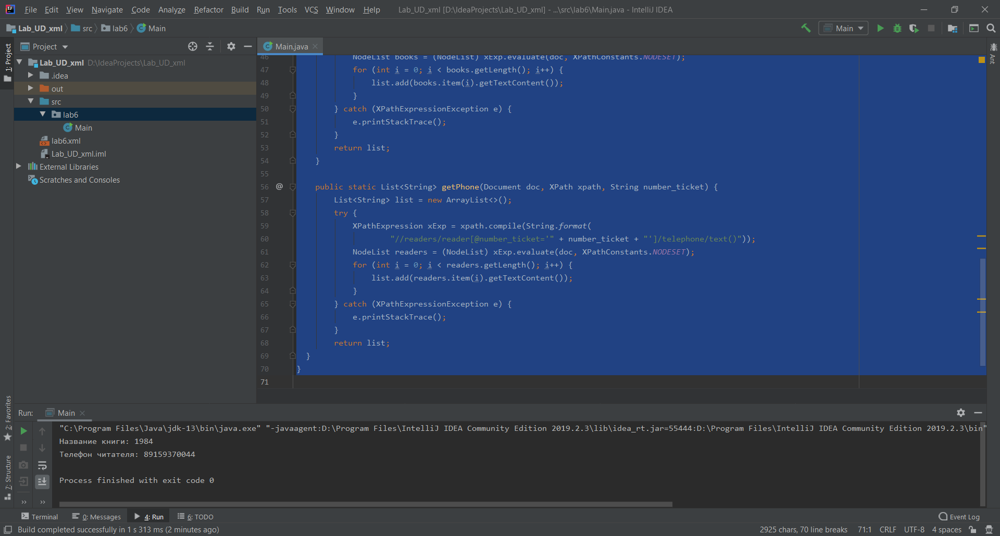 File Edit View Navigate Code Analyze Refactor Build Run Tools VCS Window Help Lab_UD_xml [D:\IdeaProjects\Lab_UD_xml] - ...\src\lab6\Main.java - IntelliJ IDEA
Lab_UD_xml src lab6 Main Main
Project Main.java
1: Project
Ant
Lab_UD_xml D:\IdeaProjects\Lab_UD_xml
.idea
out
src
lab6
Main
lab6.xml
Lab_UD_xml.iml
External Libraries
Scratches and Consoles
46 NodeList books = (NodeList) xExp.evaluate(doc, XPathConstants.NODESET);
47 for (int i = 0; i < books.getLength(); i++) {
48 list.add(books.item(i).getTextContent());
49 }
50 } catch (XPathExpressionException e) {
51 e.printStackTrace();
52 }
53 return list;
54 }
55
56 @ public static List<String> getPhone(Document doc, XPath xpath, String number_ticket) {
57 List<String> list = new ArrayList<>();
58 try {
59 XPathExpression xExp = xpath.compile(String.format(
60 "//readers/reader[@number_ticket='" + number_ticket + "']/telephone/text()"));
61 NodeList readers = (NodeList) xExp.evaluate(doc, XPathConstants.NODESET);
62 for (int i = 0; i < readers.getLength(); i++) {
63 list.add(readers.item(i).getTextContent());
64 }
65 } catch (XPathExpressionException e) {
66 e.printStackTrace();
67 }
68 return list;
69 }
70 }
71
2: Favorites
7: Structure
Run: Main
"C:\Program Files\Java\jdk-13\bin\java.exe" "-javaagent:D:\Program Files\IntelliJ IDEA Community Edition 2019.2.3\lib\idea_rt.jar=55444:D:\Program Files\IntelliJ IDEA Community Edition 2019.2.3\bin"
Название книги: 1984
Телефон читателя: 89159370044
Process finished with exit code 0
Terminal 0: Messages 4: Run 6: TODO Event Log
Build completed successfully in 1 s 313 ms (2 minutes ago) 2925 chars, 70 line breaks 71:1 CRLF UTF-8 4 spaces